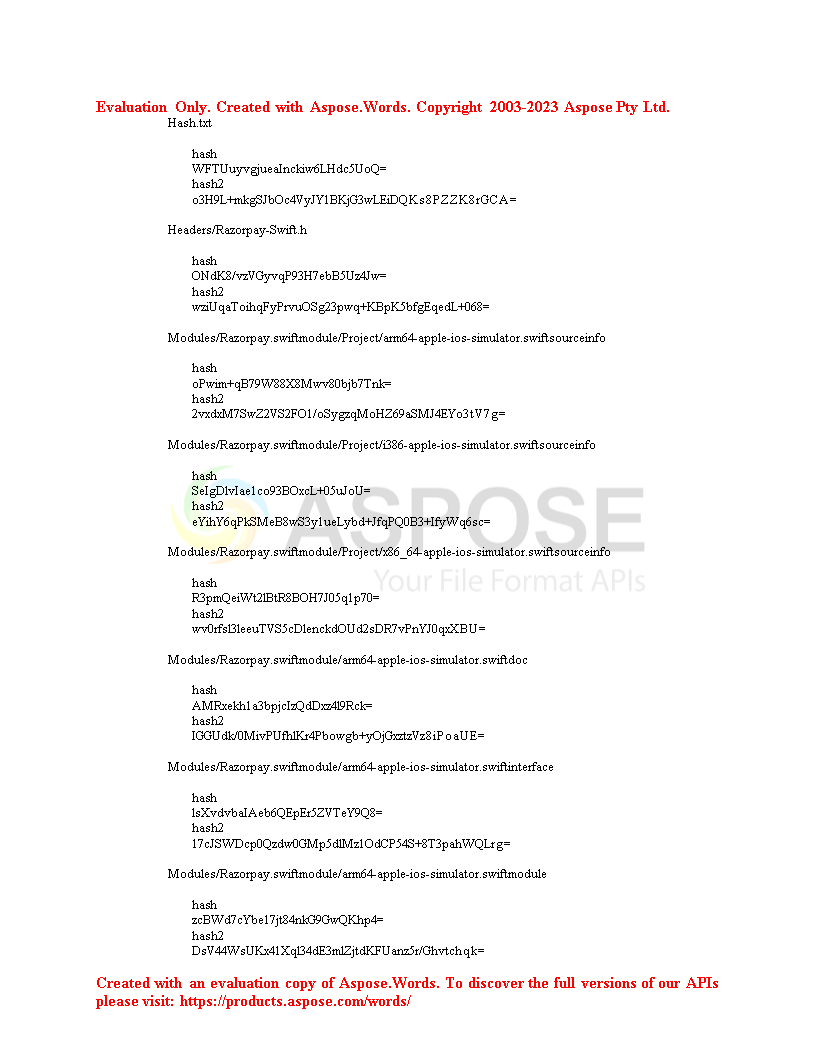 Evaluation Only. Created with Aspose.Words. Copyright 2003-2023 Aspose Pty Ltd.
Hash.txt
hash
WFTUuyvgjueaInckiw6LHdc5UoQ=
hash2
o3H9L+mkgSJbOc4VyJY1BKjG3wLEiDQKs8PZZK8rGCA=
Headers/Razorpay-Swift.h
hash
ONdK8/vzVGyvqP93H7ebB5Uz4Jw=
hash2
wziUqaToihqFyPrvuOSg23pwq+KBpK5bfgEqedL+068=
Modules/Razorpay.swiftmodule/Project/arm64-apple-ios-simulator.swiftsourceinfo
hash
oPwim+qB79W88X8Mwv80bjb7Tnk=
hash2
2vxdxM7SwZ2VS2FO1/oSygzqMoHZ69aSMJ4EYo3tV7g=
Modules/Razorpay.swiftmodule/Project/i386-apple-ios-simulator.swiftsourceinfo
hash
SeIgDlvIae1co93BOxcL+05uJoU=
hash2
eYihY6qPkSMeB8wS3y1ueLybd+JfqPQ0B3+IfyWq6sc=
ASPOSE
Modules/Razorpay.swiftmodule/Project/x86_64-apple-ios-simulator.swiftsourceinfo
Your File Format APIs
hash
R3pmQeiWt2lBtR8BOH7J05q1p70=
hash2
wv0rfsl3leeuTVS5cDlenckdOUd2sDR7vPnYJ0qxXBU=
Modules/Razorpay.swiftmodule/arm64-apple-ios-simulator.swiftdoc
hash
AMRxekh1a3bpjcIzQdDxz4l9Rck=
hash2
IGGUdk/0MivPUfhlKr4Pbowgb+yOjGxztzVz8iPoaUE=
Modules/Razorpay.swiftmodule/arm64-apple-ios-simulator.swiftinterface
hash
lsXvdvbaIAeb6QEpEr5ZVTeY9Q8=
hash2
17cJSWDcp0Qzdw0GMp5dlMz1OdCP54S+8T3pahWQLrg=
Modules/Razorpay.swiftmodule/arm64-apple-ios-simulator.swiftmodule
hash
zcBWd7cYbe17jt84nkG9GwQKhp4=
hash2
DsV44WsUKx41Xql34dE3mlZjtdKFUanz5r/Ghvtchqk=
Created with an evaluation copy of Aspose.Words. To discover the full versions of our APIs
please visit: https://products.aspose.com/words/